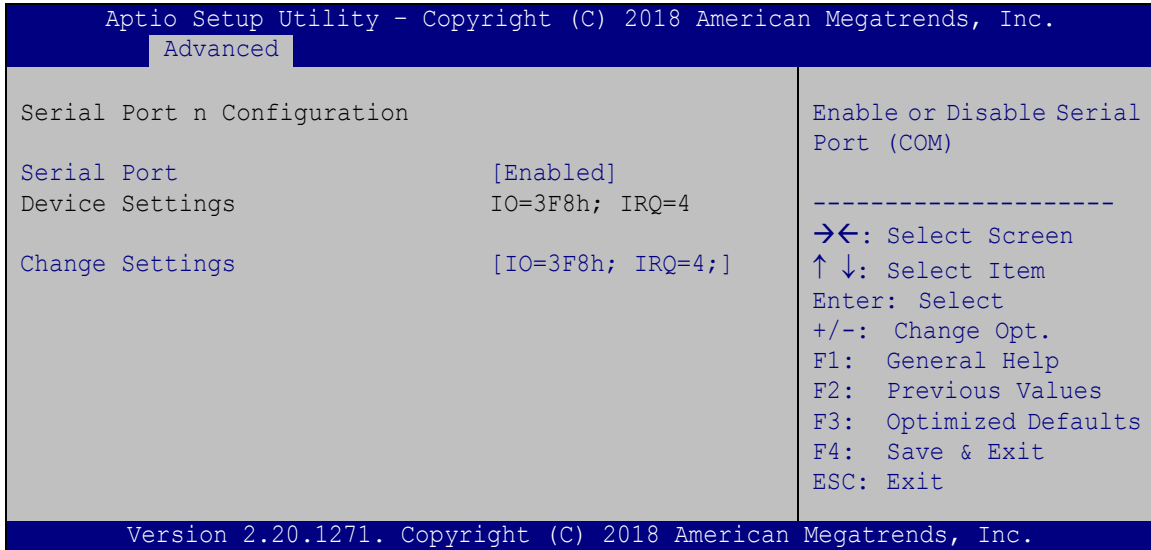 Aptio Setup Utility – Copyright (C) 2018 American Megatrends, Inc.
Advanced
Serial Port n Configuration
Serial Port [Enabled]
Device Settings IO=3F8h; IRQ=4
Change Settings [IO=3F8h; IRQ=4;]
Enable or Disable Serial
Port (COM)
---------------------
→←: Select Screen
↑ ↓: Select Item
Enter: Select
+/-: Change Opt.
F1: General Help
F2: Previous Values
F3: Optimized Defaults
F4: Save & Exit
ESC: Exit
Version 2.20.1271. Copyright (C) 2018 American Megatrends, Inc.